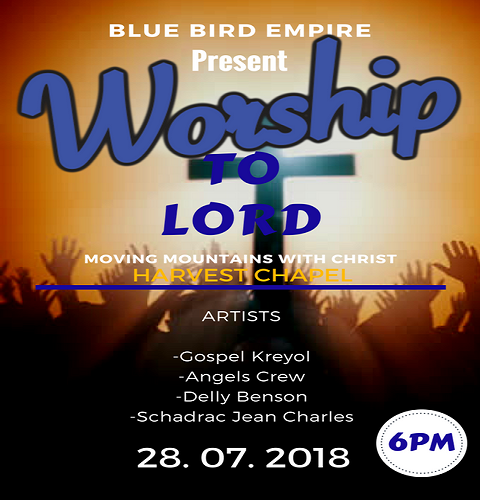 BLUE BIRD EMPIRE
Present
Worship
TO
LORD
MOVING MOUNTAINS WITH CHRIST
HARVEST CHAPEL
ARTISTS
-Gospel Kreyol
-Angels Crew
-Delly Benson
-Schadrac Jean Charles
28. 07. 2018
6PM